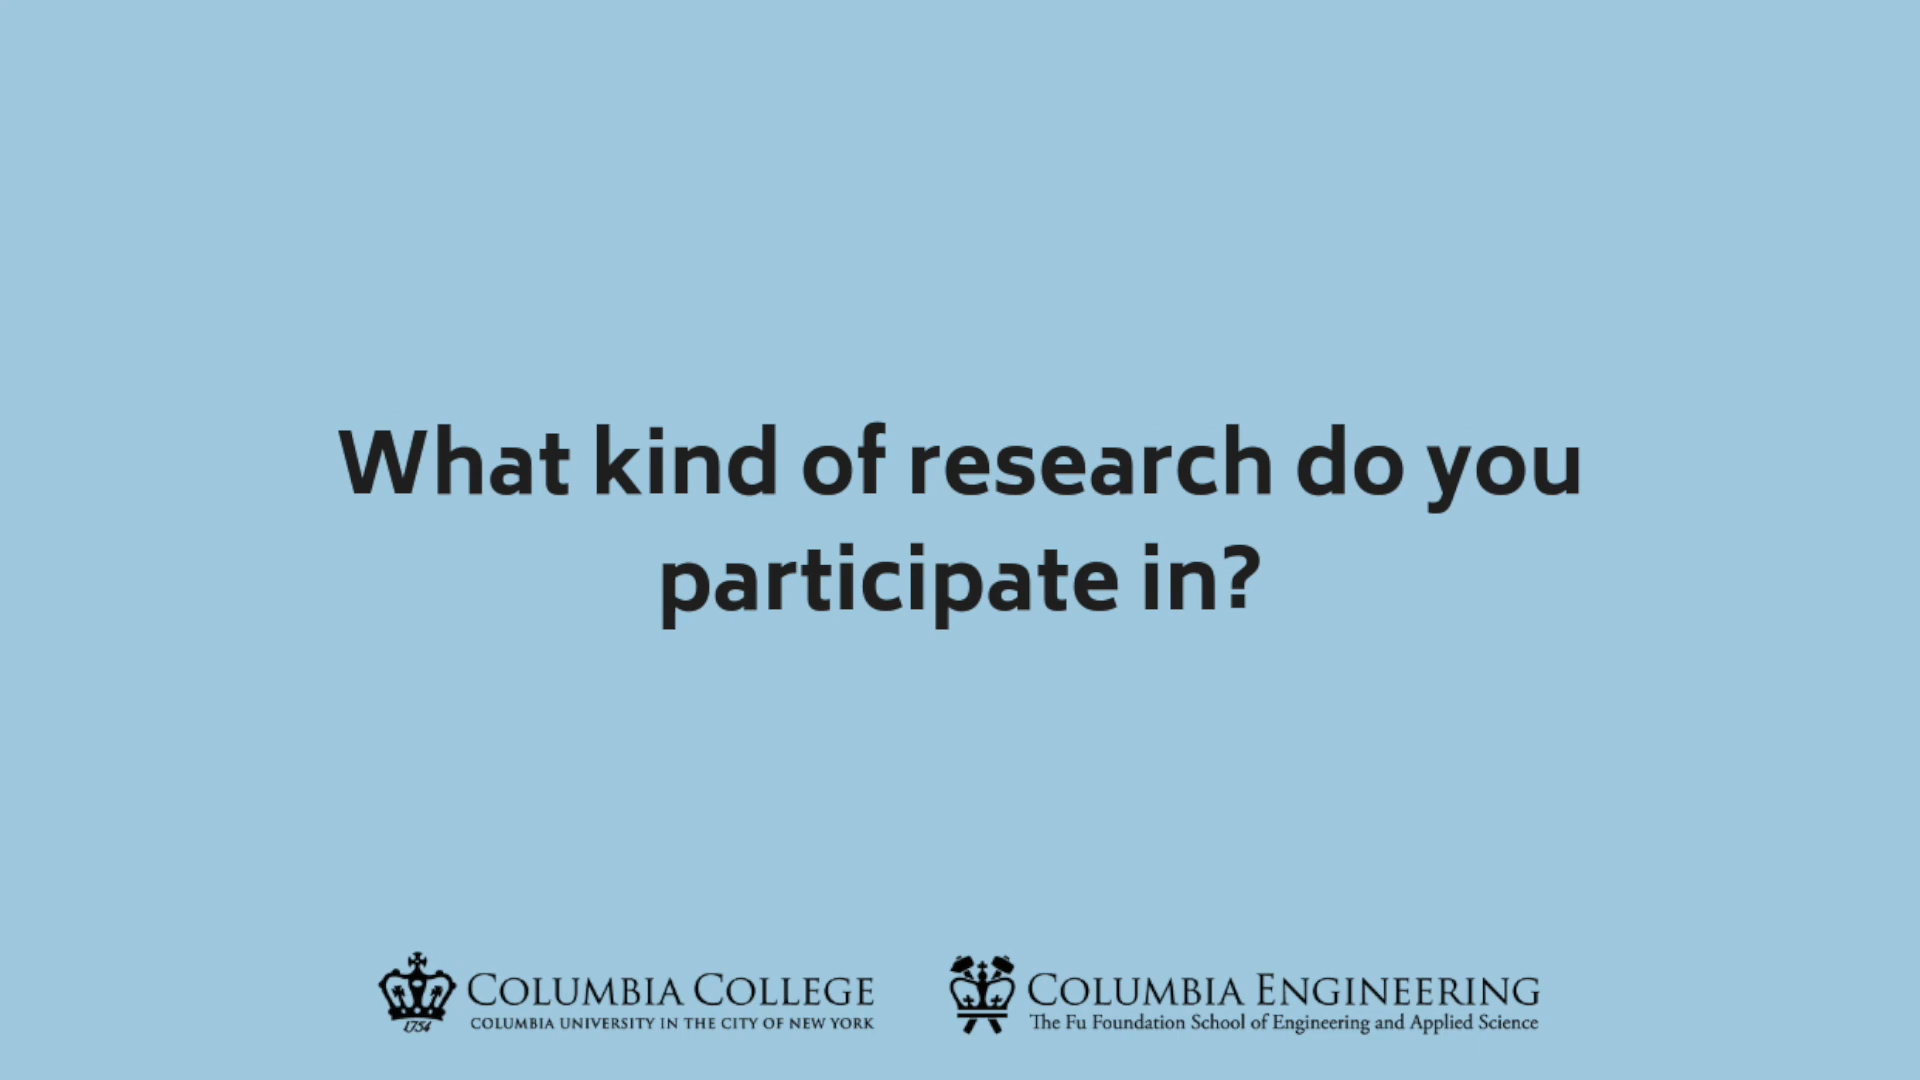 What kind of research do you
participate in?
COLUMBIA COLLEGE
COLUMBIA UNIVERSITY IN THE CITY OF NEW YORK
1754
COLUMBIA ENGINEERING
The Fu Foundation School of Engineering and Applied Science